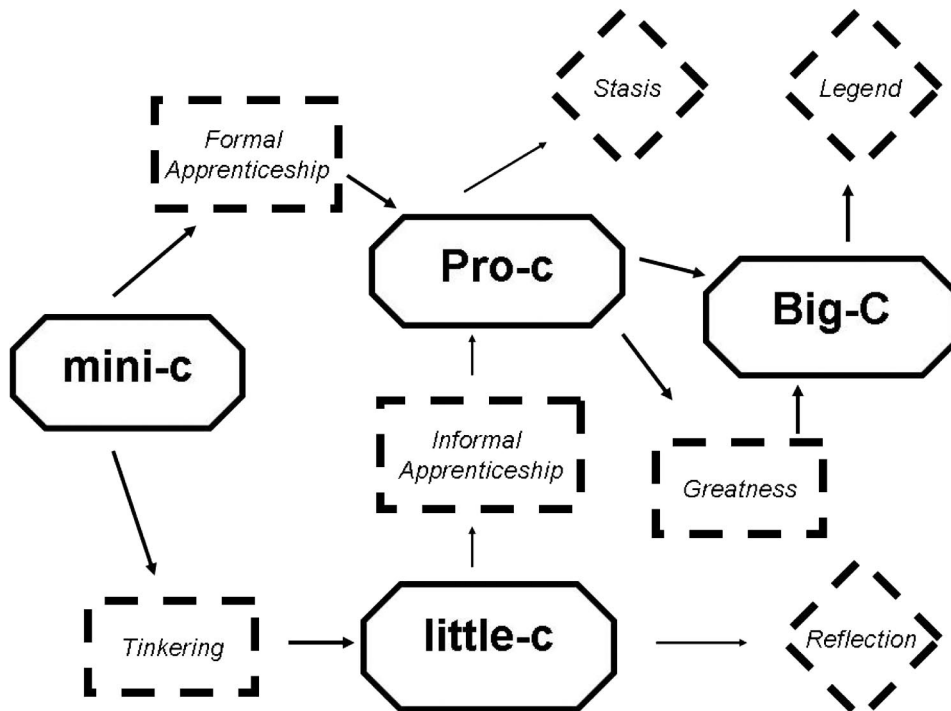 Stasis
Legend
Formal
Apprenticeship
Pro-c
Big-C
mini-c
Informal
Apprenticeship
Greatness
Tinkering
little-c
Reflection